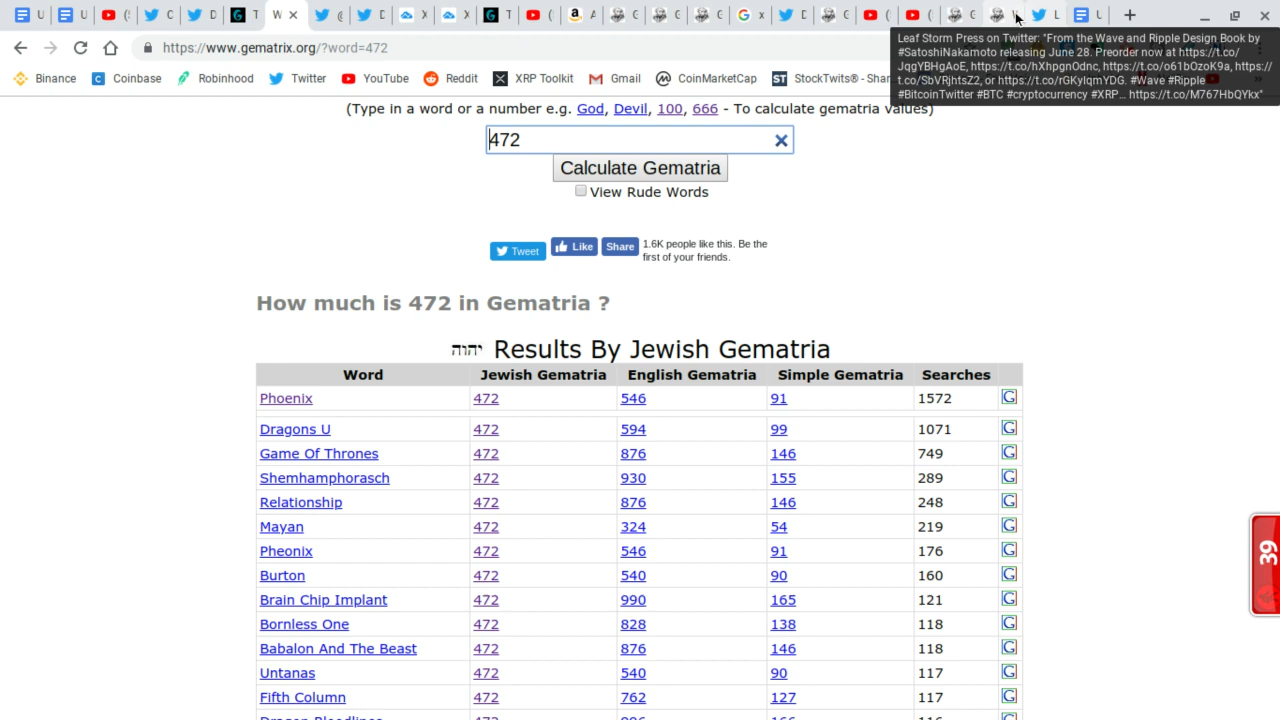 U U (! C D T W @ D X X T ( A G G G x D G ( ( G L U
https://www.gematrix.org/?word=472
Leaf Storm Press on Twitter: "From the Wave and Ripple Design Book by
#SatoshiNakamoto releasing June 28. Preorder now at https://t.co/
JqgYBHgAoE, https://t.co/hXhpgnOdnc, https://t.co/o61bOzoK9a, https://
t.co/SbVRjhtsZ2, or https://t.co/rGKylqmYDG. #Wave #Ripple
#BitcoinTwitter #BTC #cryptocurrency #XRP… https://t.co/M767HbQYkx"
Binance Coinbase Robinhood Twitter YouTube Reddit XRP Toolkit Gmail CoinMarketCap StockTwits® - Shar
(Type in a word or a number e.g. God, Devil, 100, 666 - To calculate gematria values)
472
Calculate Gematria
View Rude Words
Tweet Like Share 1.6K people like this. Be the
first of your friends.
How much is 472 in Gematria ?
יהוה Results By Jewish Gematria
Word Jewish Gematria English Gematria Simple Gematria Searches
Phoenix 472 546 91 1572 G
Dragons U 472 594 99 1071 G
Game Of Thrones 472 876 146 749 G
Shemhamphorasch 472 930 155 289 G
Relationship 472 876 146 248 G
Mayan 472 324 54 219 G
Pheonix 472 546 91 176 G
Burton 472 540 90 160 G
Brain Chip Implant 472 990 165 121 G
Bornless One 472 828 138 118 G
Babalon And The Beast 472 876 146 118 G
Untanas 472 540 90 117 G
Fifth Column 472 762 127 117 G
Dragon Bloodlines 472 996 166 116 G
39